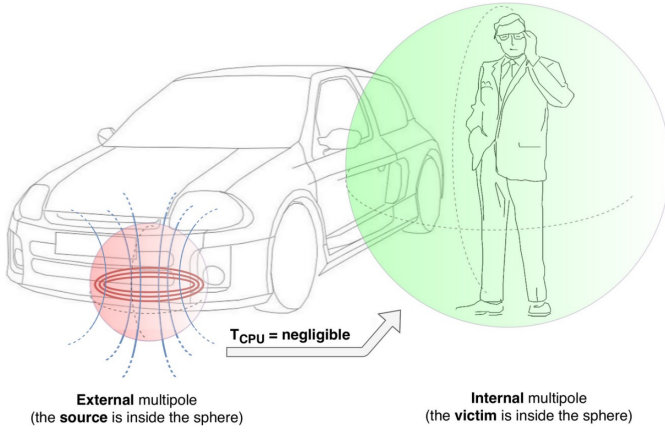 T_CPU = negligible
External multipole
(the source is inside the sphere)
Internal multipole
(the victim is inside the sphere)